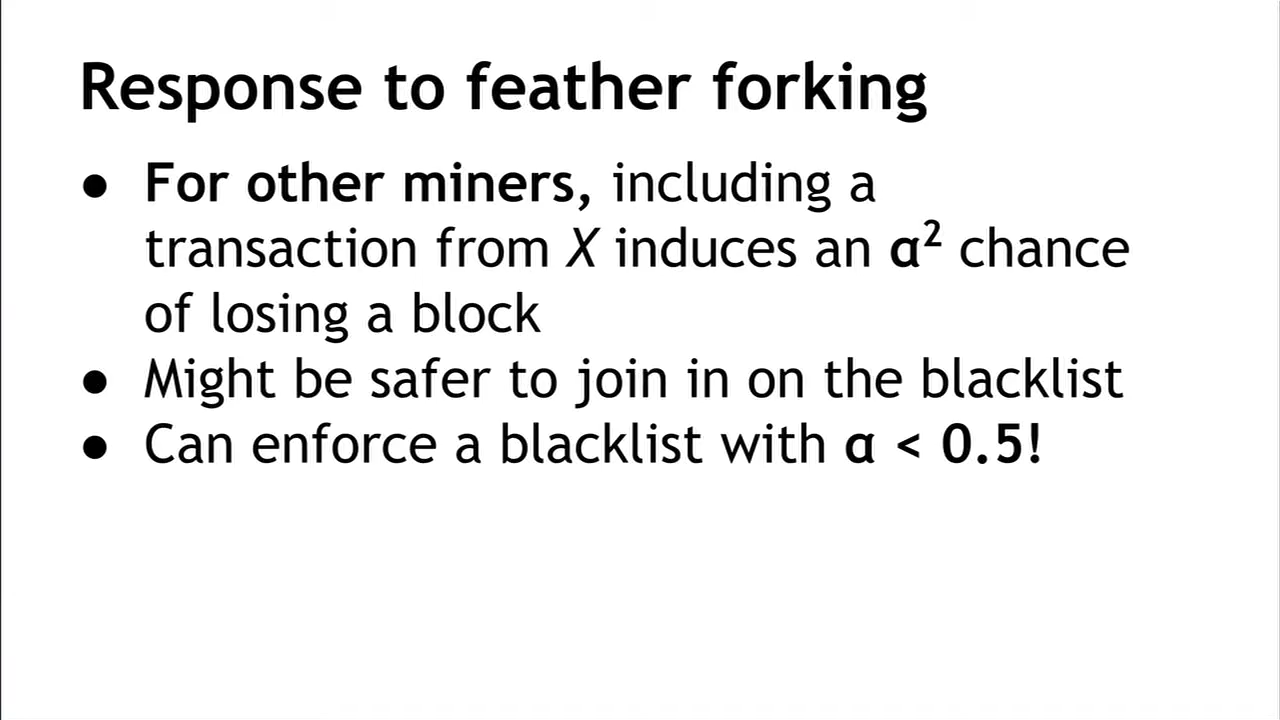 Response to feather forking
● For other miners, including a
transaction from X induces an α² chance
of losing a block
● Might be safer to join in on the blacklist
● Can enforce a blacklist with α < 0.5!